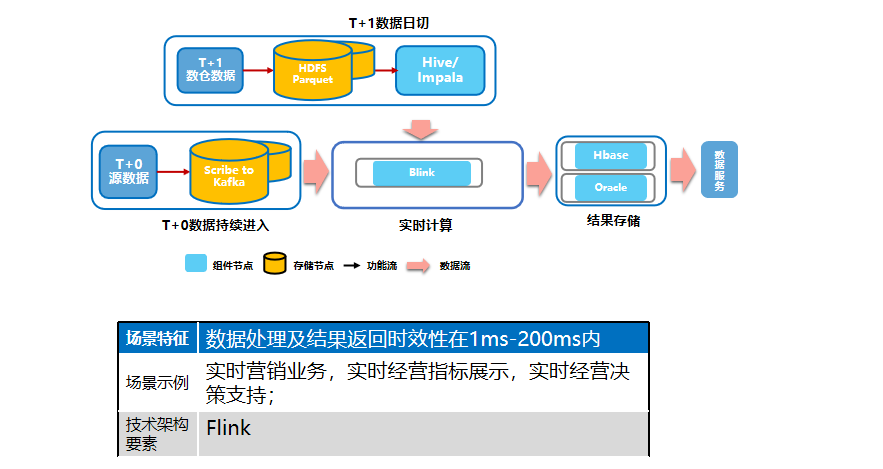 T+1数据日切
T+1
数仓数据
HDFS
Parquet
Hive/
Impala
T+0
源数据
Scribe to
Kafka
Blink
Hbase
Oracle
数据服务
T+0数据持续进入
实时计算
结果存储
组件节点
存储节点
功能流
数据流
场景特征
数据处理及结果返回时效性在1ms-200ms内
场景示例
实时营销业务，实时经营指标展示，实时经营决
策支持；
技术架构
要素
Flink